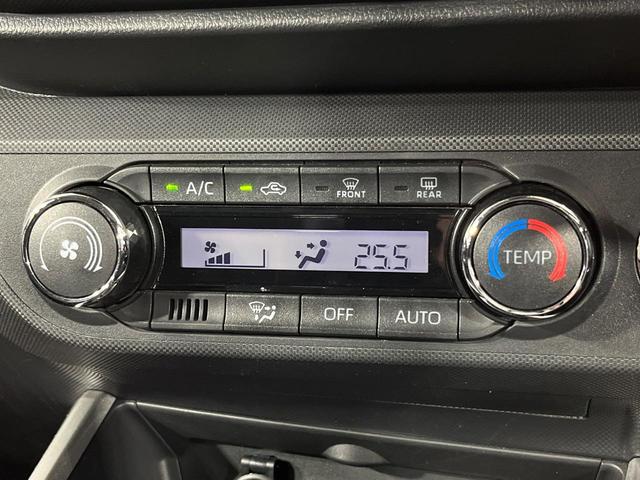 A/C
FRONT
REAR
25.5
TEMP
OFF
AUTO